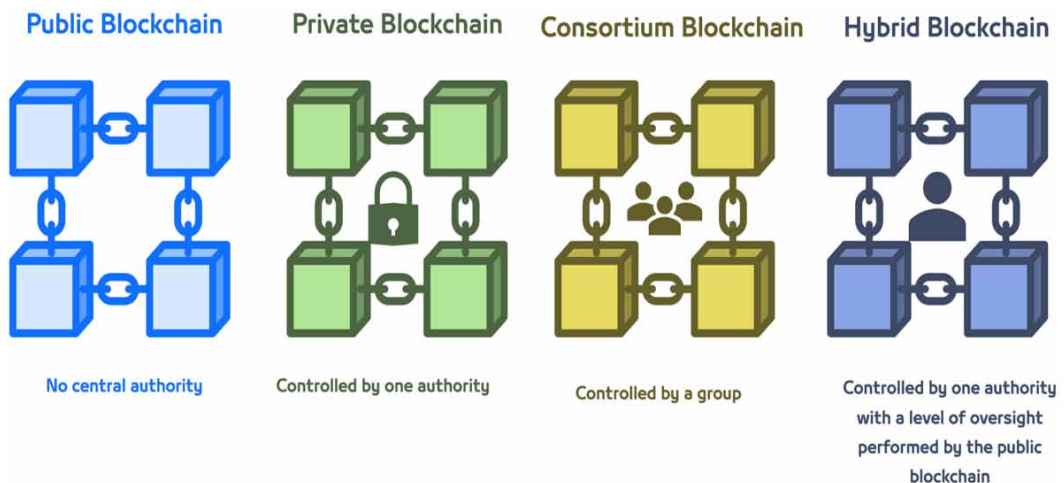 Public Blockchain
Private Blockchain
Consortium Blockchain
Hybrid Blockchain
No central authority
Controlled by one authority
Controlled by a group
Controlled by one authority
with a level of oversight
performed by the public
blockchain